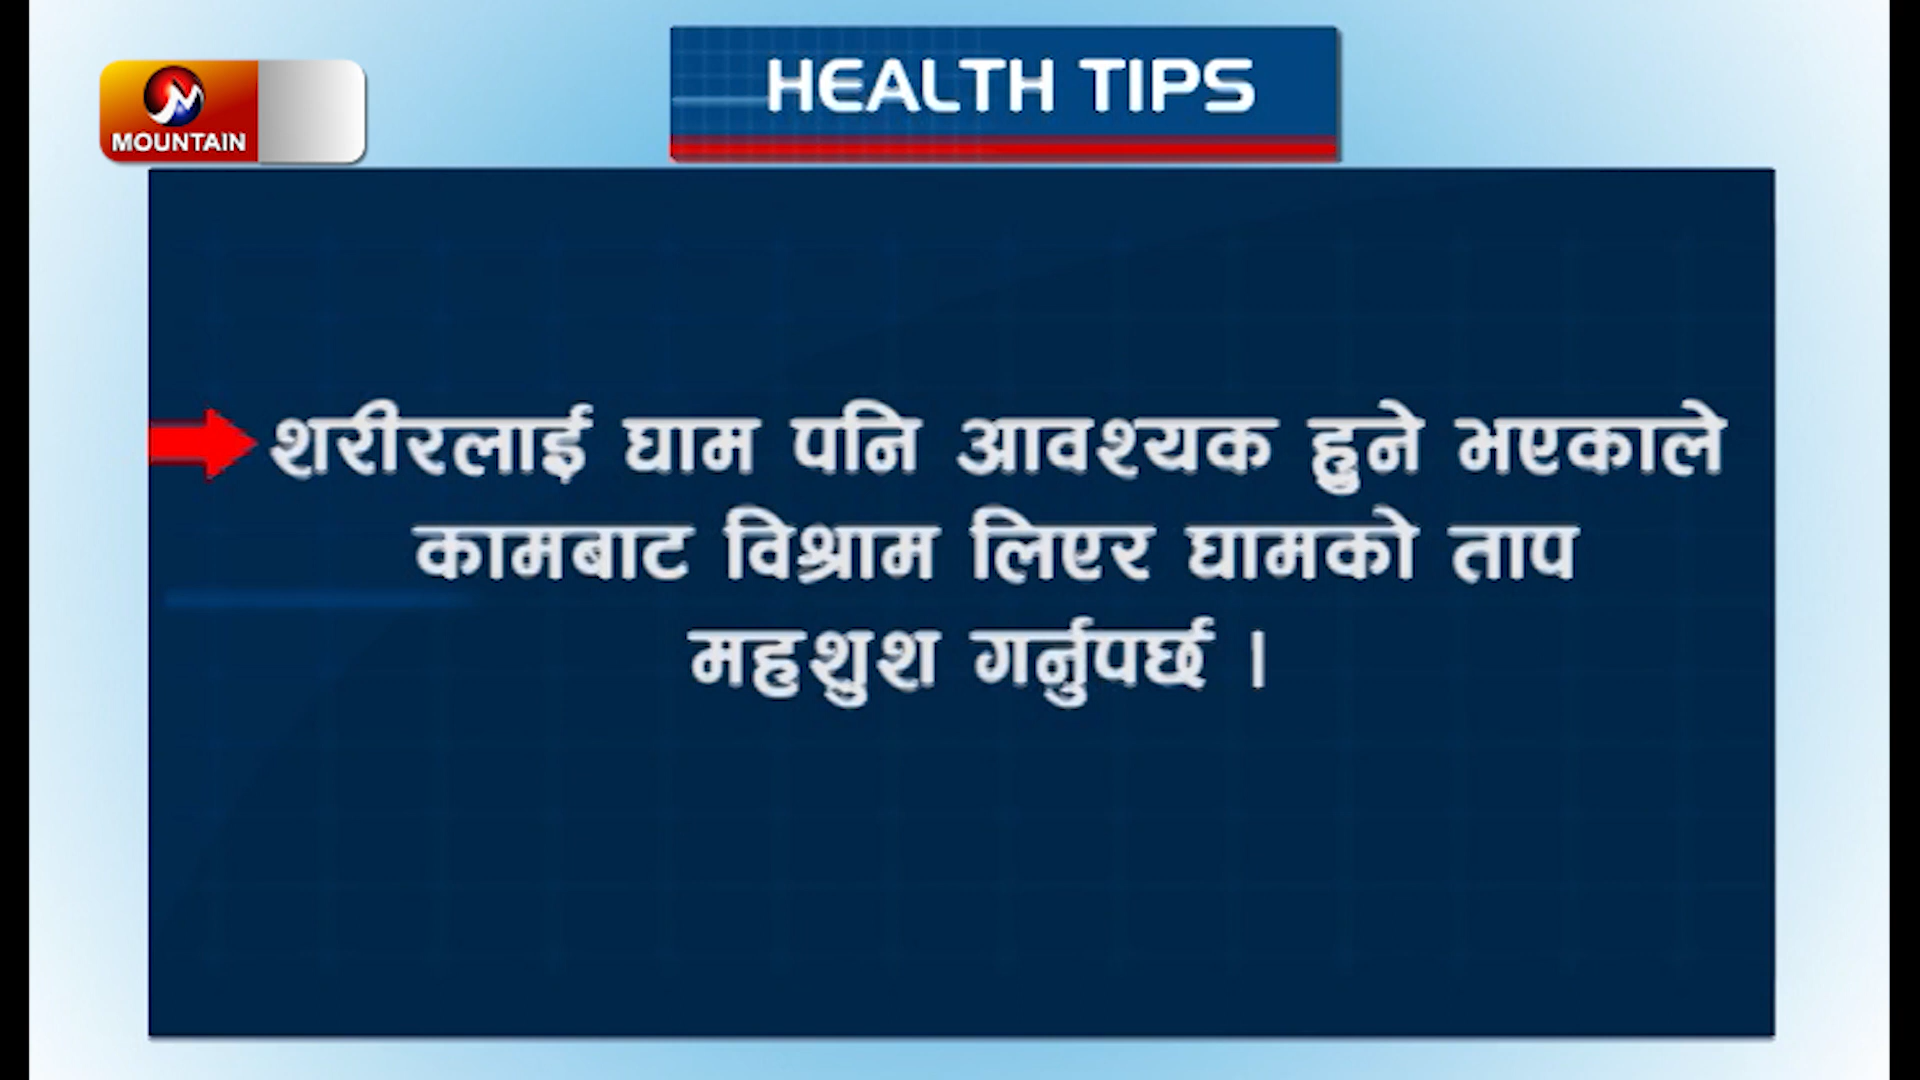 HEALTH TIPS
MOUNTAIN
शरीरलाई घाम पनि आवश्यक हुने भएकाले
कामबाट विश्राम लिएर घामको ताप
महशुश गर्नुपर्छ ।